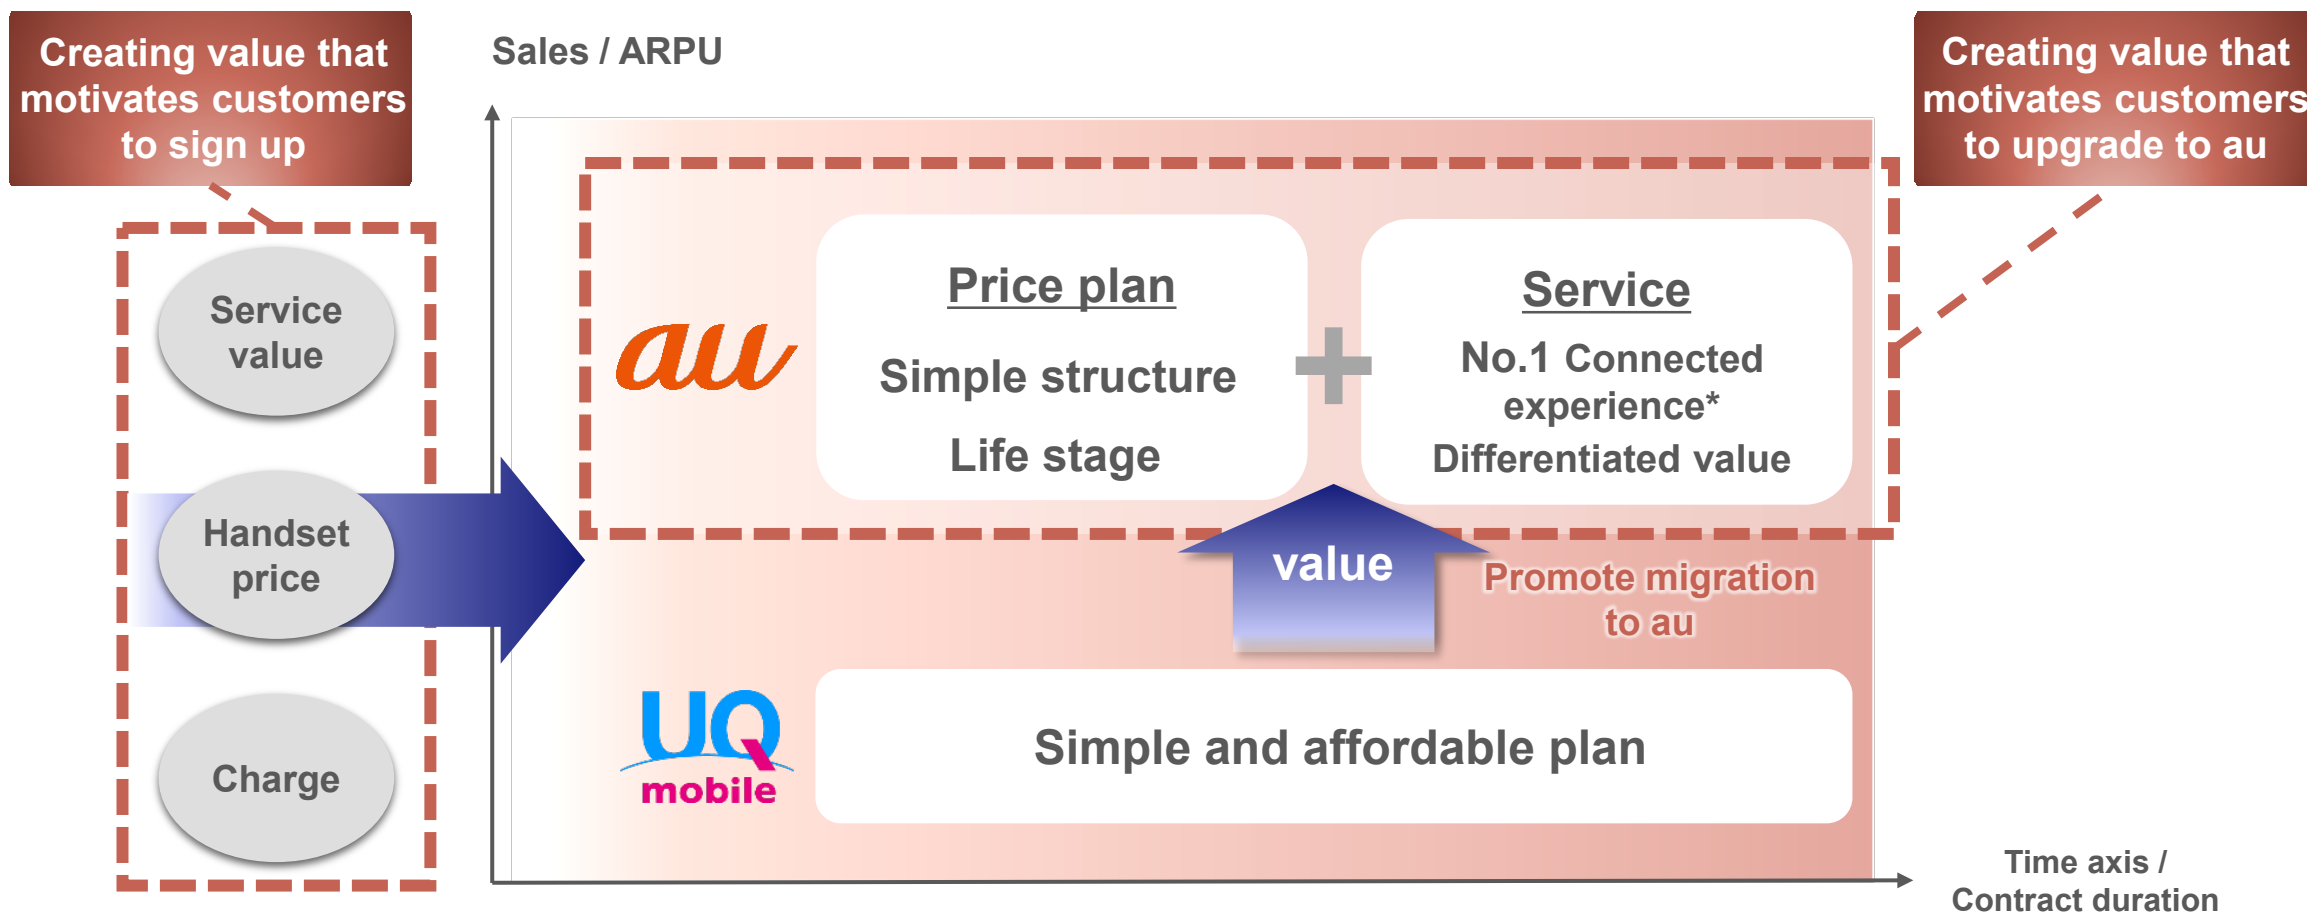 Creating value that
motivates customers
to sign up
Sales / ARPU
Creating value that
motivates customers
to upgrade to au
Service
value
Handset
price
Charge
au
Price plan
Simple structure
Life stage
+
Service
No.1 Connected
experience*
Differentiated value
value
Promote migration
to au
UQ
mobile
Simple and affordable plan
Time axis /
Contract duration